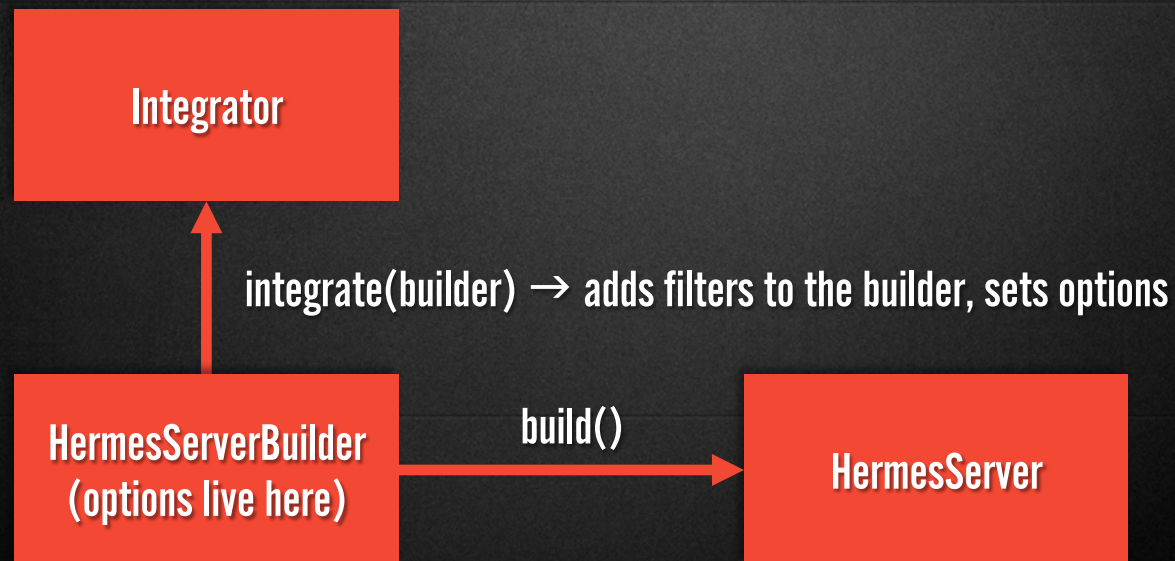 Integrator
integrate(builder) → adds filters to the builder, sets options
HermesServerBuilder
(options live here)
build()
HermesServer